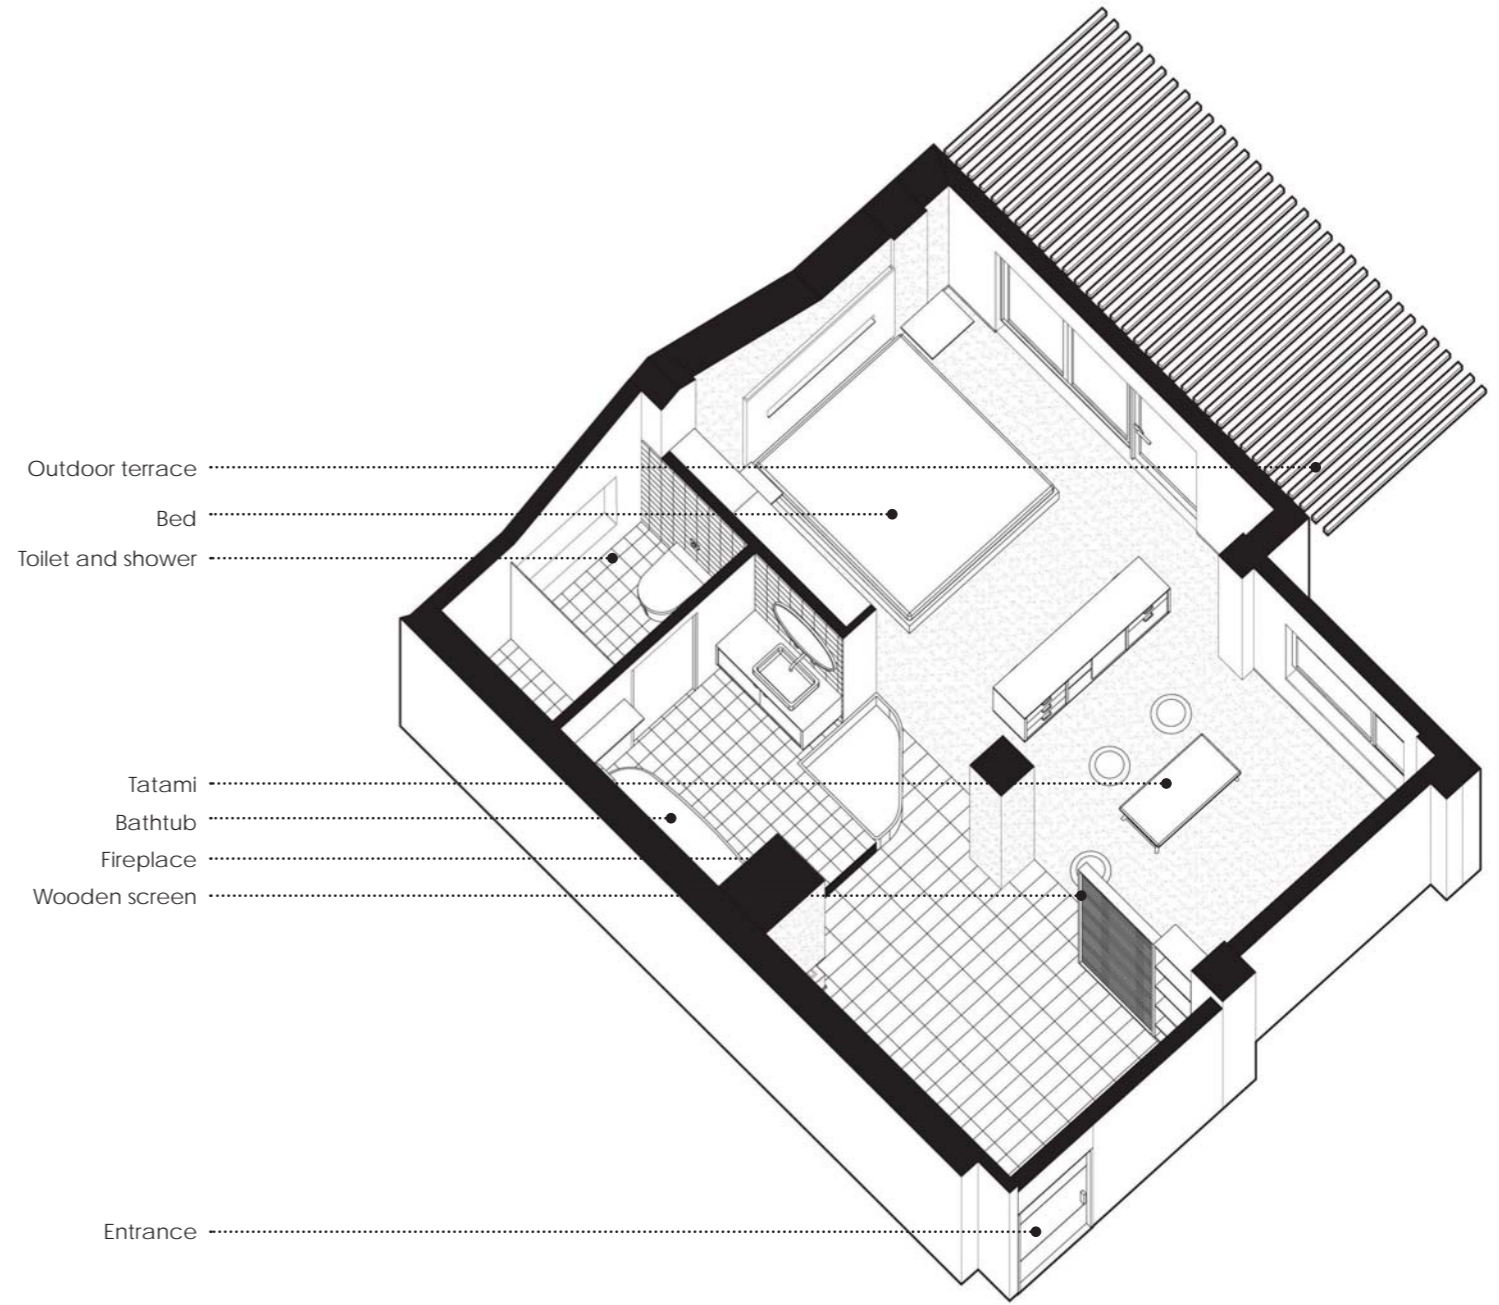 Outdoor terrace
Bed
Toilet and shower
Tatami
Bathtub
Fireplace
Wooden screen
Entrance